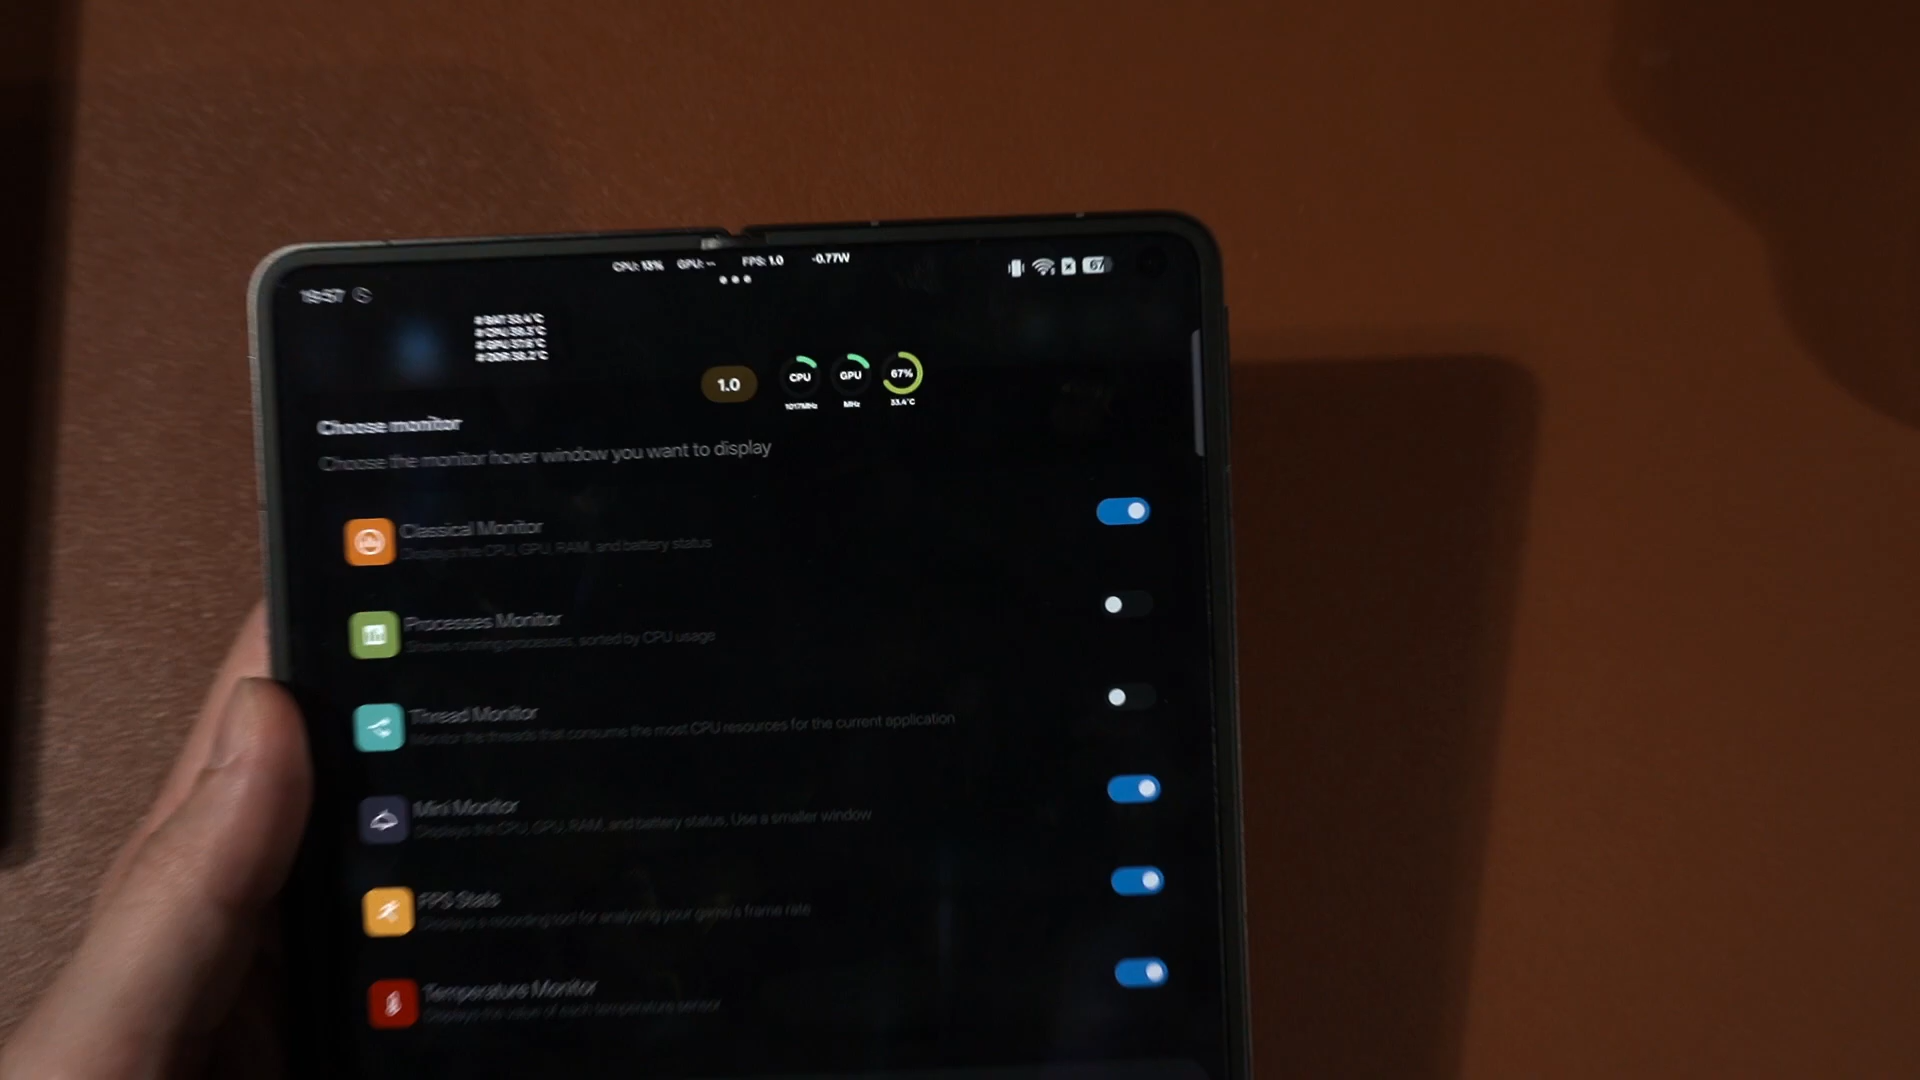 CPU: 13% GPU: -- FPS: 1.0 -0.77W
19:57
67
# BAT 33.4°C
# CPU 38.3°C
# GPU 37.6°C
# DDR 38.2°C
1.0
CPU GPU 67%
1017MHz MHz 33.4°C
Choose monitor
Choose the monitor hover window you want to display
Classical Monitor
Displays the CPU, GPU, RAM, and battery status
Processes Monitor
Shows running processes, sorted by CPU usage
Thread Monitor
Monitor the threads that consume the most CPU resources for the current application
Mini Monitor
Displays the CPU, GPU, RAM, and battery status. Use a smaller window
FPS Stats
Displays a recording tool for analyzing your game's frame rate
Temperature Monitor
Displays the value of each temperature sensor